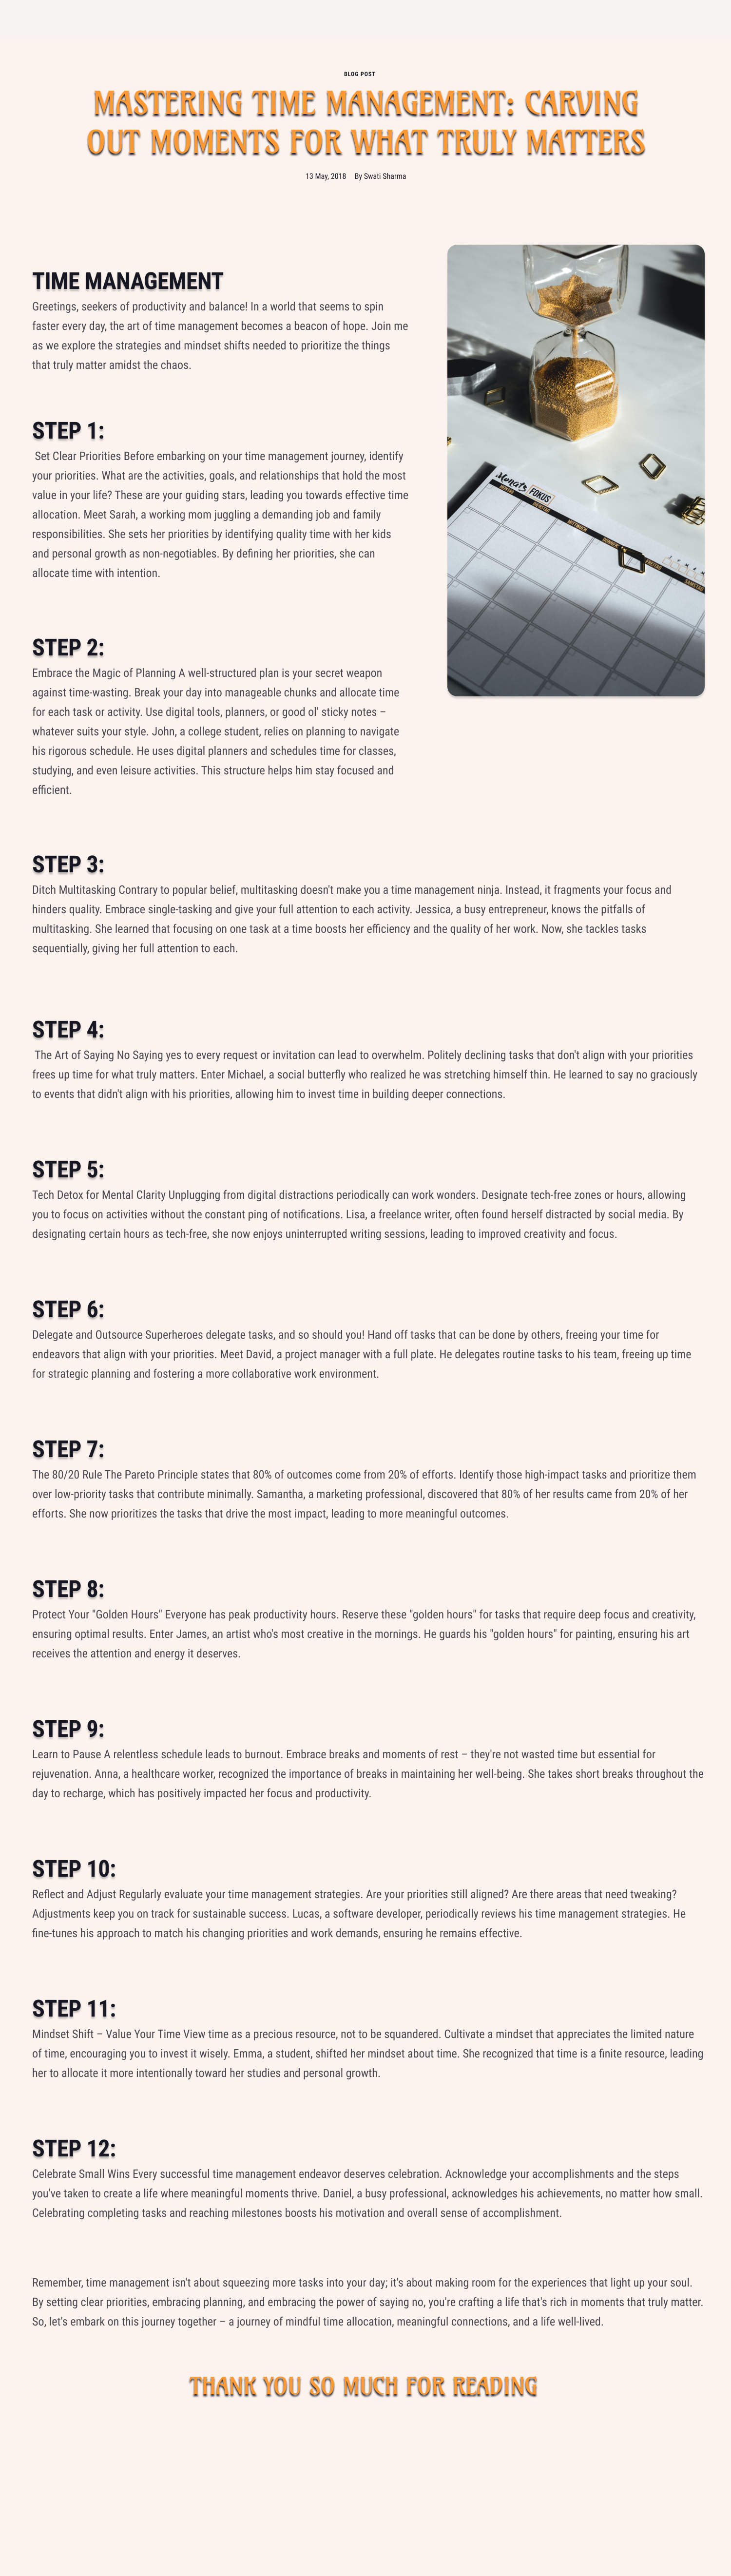 BLOG POST
MASTERING TIME MANAGEMENT: CARVING
OUT MOMENTS FOR WHAT TRULY MATTERS
13 May, 2018 By Swati Sharma
TIME MANAGEMENT
Greetings, seekers of productivity and balance! In a world that seems to spin
faster every day, the art of time management becomes a beacon of hope. Join me
as we explore the strategies and mindset shifts needed to prioritize the things
that truly matter amidst the chaos.
Monats FOKUS
STEP 1:
Set Clear Priorities Before embarking on your time management journey, identify
your priorities. What are the activities, goals, and relationships that hold the most
value in your life? These are your guiding stars, leading you towards effective time
allocation. Meet Sarah, a working mom juggling a demanding job and family
responsibilities. She sets her priorities by identifying quality time with her kids
and personal growth as non-negotiables. By defining her priorities, she can
allocate time with intention.
STEP 2:
Embrace the Magic of Planning A well-structured plan is your secret weapon
against time-wasting. Break your day into manageable chunks and allocate time
for each task or activity. Use digital tools, planners, or good ol' sticky notes –
whatever suits your style. John, a college student, relies on planning to navigate
his rigorous schedule. He uses digital planners and schedules time for classes,
studying, and even leisure activities. This structure helps him stay focused and
efficient.
STEP 3:
Ditch Multitasking Contrary to popular belief, multitasking doesn't make you a time management ninja. Instead, it fragments your focus and
hinders quality. Embrace single-tasking and give your full attention to each activity. Jessica, a busy entrepreneur, knows the pitfalls of
multitasking. She learned that focusing on one task at a time boosts her efficiency and the quality of her work. Now, she tackles tasks
sequentially, giving her full attention to each.
STEP 4:
The Art of Saying No Saying yes to every request or invitation can lead to overwhelm. Politely declining tasks that don't align with your priorities
frees up time for what truly matters. Enter Michael, a social butterfly who realized he was stretching himself thin. He learned to say no graciously
to events that didn't align with his priorities, allowing him to invest time in building deeper connections.
STEP 5:
Tech Detox for Mental Clarity Unplugging from digital distractions periodically can work wonders. Designate tech-free zones or hours, allowing
you to focus on activities without the constant ping of notifications. Lisa, a freelance writer, often found herself distracted by social media. By
designating certain hours as tech-free, she now enjoys uninterrupted writing sessions, leading to improved creativity and focus.
STEP 6:
Delegate and Outsource Superheroes delegate tasks, and so should you! Hand off tasks that can be done by others, freeing your time for
endeavors that align with your priorities. Meet David, a project manager with a full plate. He delegates routine tasks to his team, freeing up time
for strategic planning and fostering a more collaborative work environment.
STEP 7:
The 80/20 Rule The Pareto Principle states that 80% of outcomes come from 20% of efforts. Identify those high-impact tasks and prioritize them
over low-priority tasks that contribute minimally. Samantha, a marketing professional, discovered that 80% of her results came from 20% of her
efforts. She now prioritizes the tasks that drive the most impact, leading to more meaningful outcomes.
STEP 8:
Protect Your "Golden Hours" Everyone has peak productivity hours. Reserve these "golden hours" for tasks that require deep focus and creativity,
ensuring optimal results. Enter James, an artist who's most creative in the mornings. He guards his "golden hours" for painting, ensuring his art
receives the attention and energy it deserves.
STEP 9:
Learn to Pause A relentless schedule leads to burnout. Embrace breaks and moments of rest – they're not wasted time but essential for
rejuvenation. Anna, a healthcare worker, recognized the importance of breaks in maintaining her well-being. She takes short breaks throughout the
day to recharge, which has positively impacted her focus and productivity.
STEP 10:
Reflect and Adjust Regularly evaluate your time management strategies. Are your priorities still aligned? Are there areas that need tweaking?
Adjustments keep you on track for sustainable success. Lucas, a software developer, periodically reviews his time management strategies. He
fine-tunes his approach to match his changing priorities and work demands, ensuring he remains effective.
STEP 11:
Mindset Shift – Value Your Time View time as a precious resource, not to be squandered. Cultivate a mindset that appreciates the limited nature
of time, encouraging you to invest it wisely. Emma, a student, shifted her mindset about time. She recognized that time is a finite resource, leading
her to allocate it more intentionally toward her studies and personal growth.
STEP 12:
Celebrate Small Wins Every successful time management endeavor deserves celebration. Acknowledge your accomplishments and the steps
you've taken to create a life where meaningful moments thrive. Daniel, a busy professional, acknowledges his achievements, no matter how small.
Celebrating completing tasks and reaching milestones boosts his motivation and overall sense of accomplishment.
Remember, time management isn't about squeezing more tasks into your day; it's about making room for the experiences that light up your soul.
By setting clear priorities, embracing planning, and embracing the power of saying no, you're crafting a life that's rich in moments that truly matter.
So, let's embark on this journey together – a journey of mindful time allocation, meaningful connections, and a life well-lived.
THANK YOU SO MUCH FOR READING